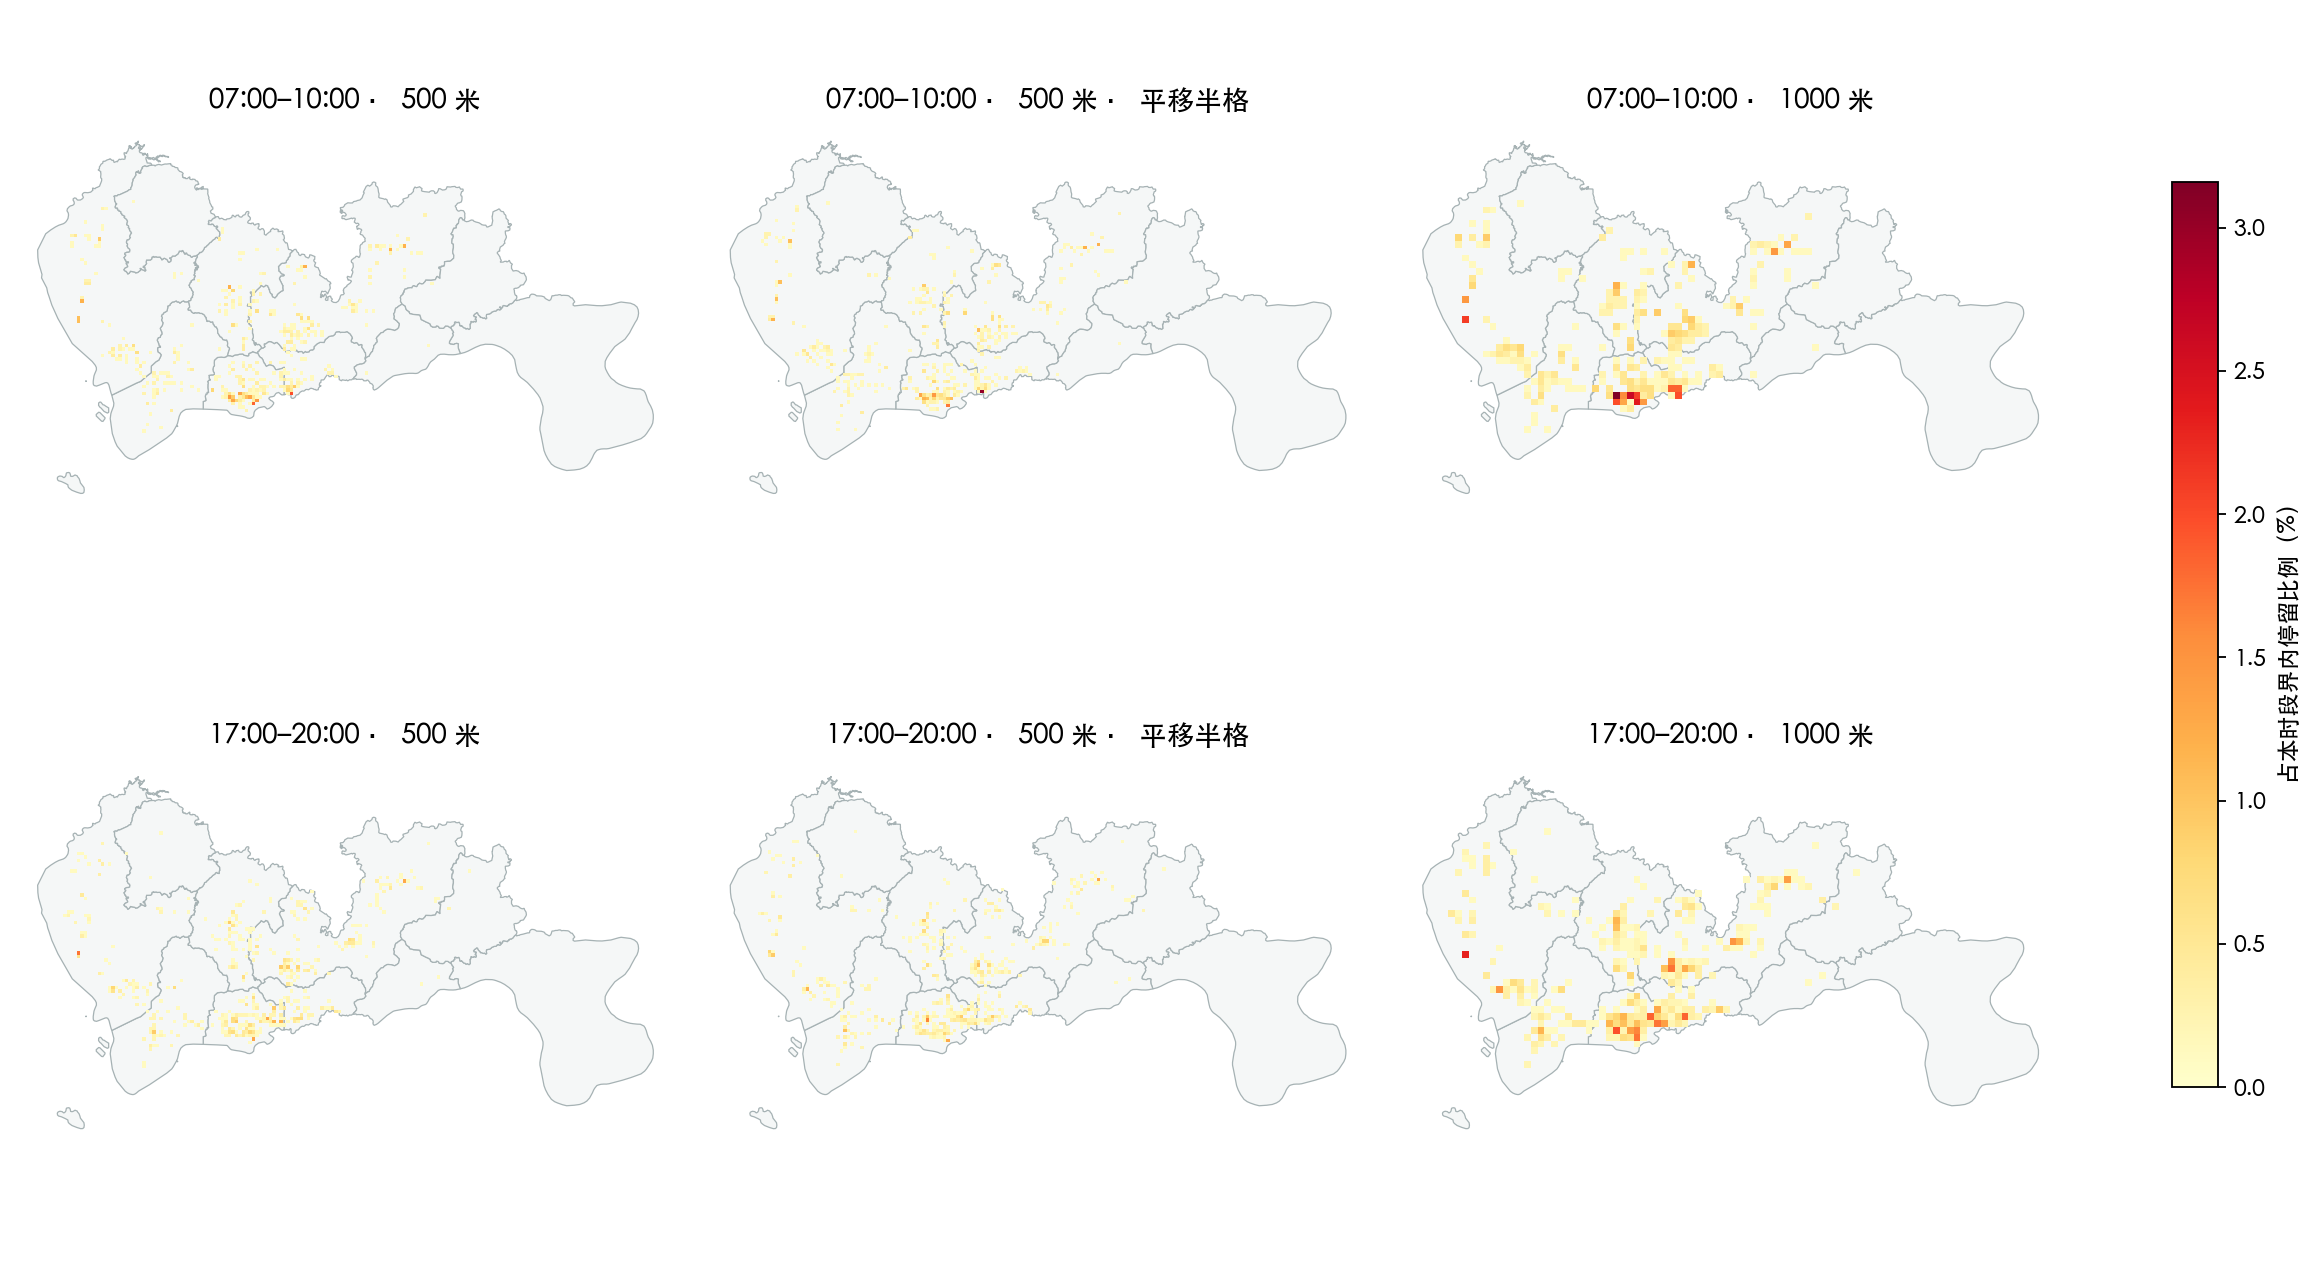 07:00–10:00 · 500 米
07:00–10:00 · 500 米 · 平移半格
07:00–10:00 · 1000 米
17:00–20:00 · 500 米
17:00–20:00 · 500 米 · 平移半格
17:00–20:00 · 1000 米
3.0
2.5
2.0
1.5
1.0
0.5
0.0
占本时段界内停留比例 (%)